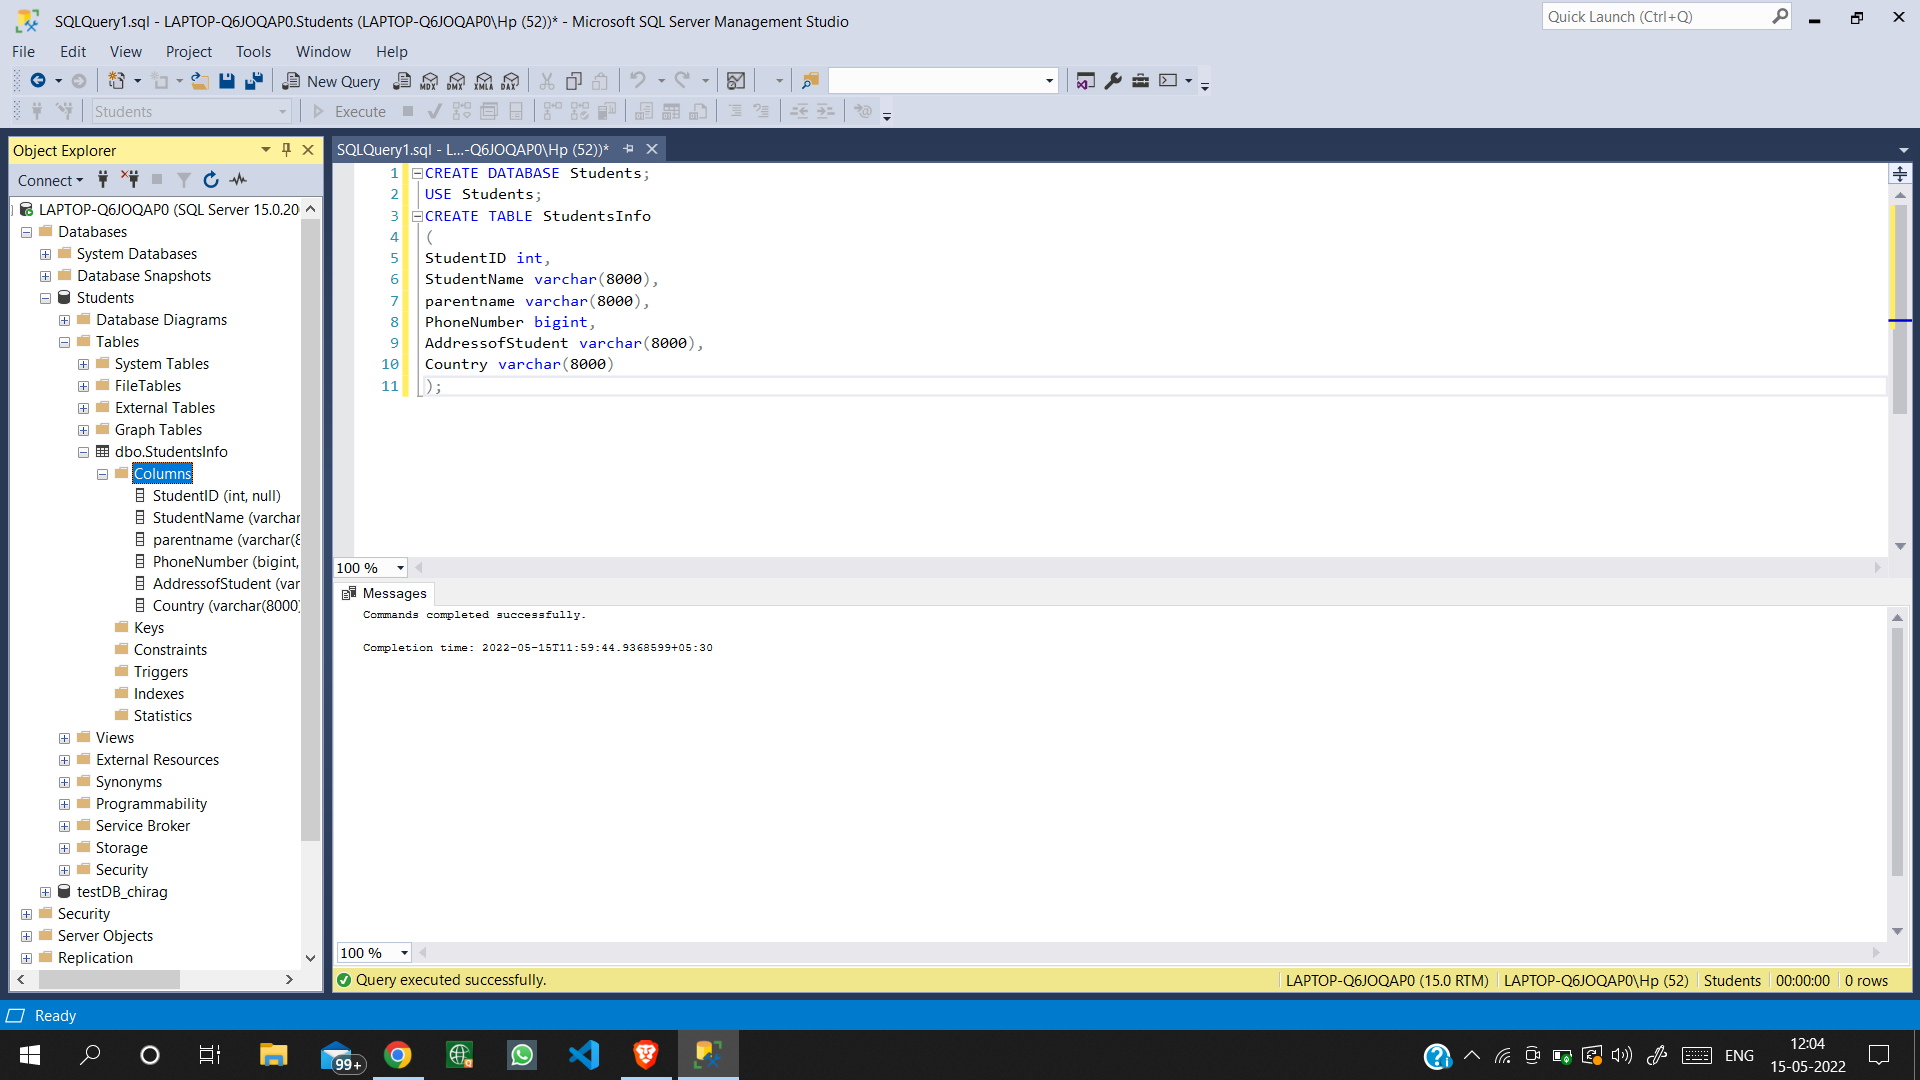 SQLQuery1.sql - LAPTOP-Q6JOQAP0.Students (LAPTOP-Q6JOQAP0\Hp (52))* - Microsoft SQL Server Management Studio
Quick Launch (Ctrl+Q)
File Edit View Project Tools Window Help
New Query MDX DMX XMLA DAX
Students Execute
Object Explorer
Connect
LAPTOP-Q6JOQAP0 (SQL Server 15.0.20
Databases
System Databases
Database Snapshots
Students
Database Diagrams
Tables
System Tables
FileTables
External Tables
Graph Tables
dbo.StudentsInfo
Columns
StudentID (int, null)
StudentName (varchar
parentname (varchar(8
PhoneNumber (bigint,
AddressofStudent (var
Country (varchar(8000)
Keys
Constraints
Triggers
Indexes
Statistics
Views
External Resources
Synonyms
Programmability
Service Broker
Storage
Security
testDB_chirag
Security
Server Objects
Replication
SQLQuery1.sql - L...-Q6JOQAP0\Hp (52))*
1 CREATE DATABASE Students;
2 USE Students;
3 CREATE TABLE StudentsInfo
4 (
5 StudentID int,
6 StudentName varchar(8000),
7 parentname varchar(8000),
8 PhoneNumber bigint,
9 AddressofStudent varchar(8000),
10 Country varchar(8000)
11 );
100 %
Messages
Commands completed successfully.
Completion time: 2022-05-15T11:59:44.9368599+05:30
100 %
Query executed successfully. LAPTOP-Q6JOQAP0 (15.0 RTM) LAPTOP-Q6JOQAP0\Hp (52) Students 00:00:00 0 rows
Ready
99+
ENG
12:04
15-05-2022